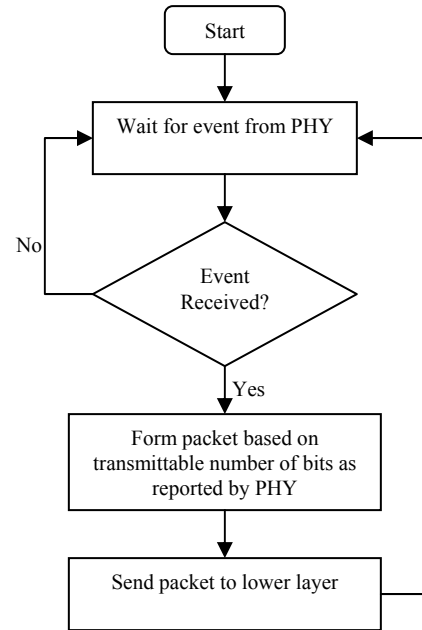 Start
Wait for event from PHY
No
Event
Received?
Yes
Form packet based on
transmittable number of bits as
reported by PHY
Send packet to lower layer